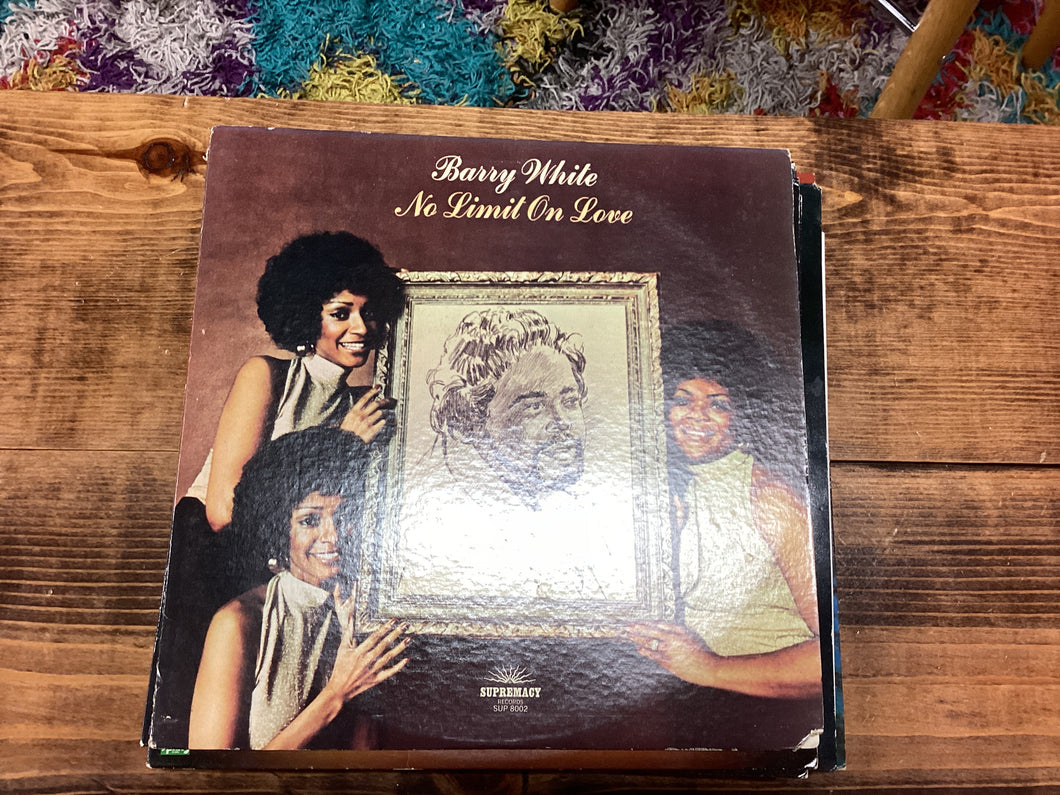 Barry White
No Limit On Love
SUPREMACY
RECORDS
SUP 8002